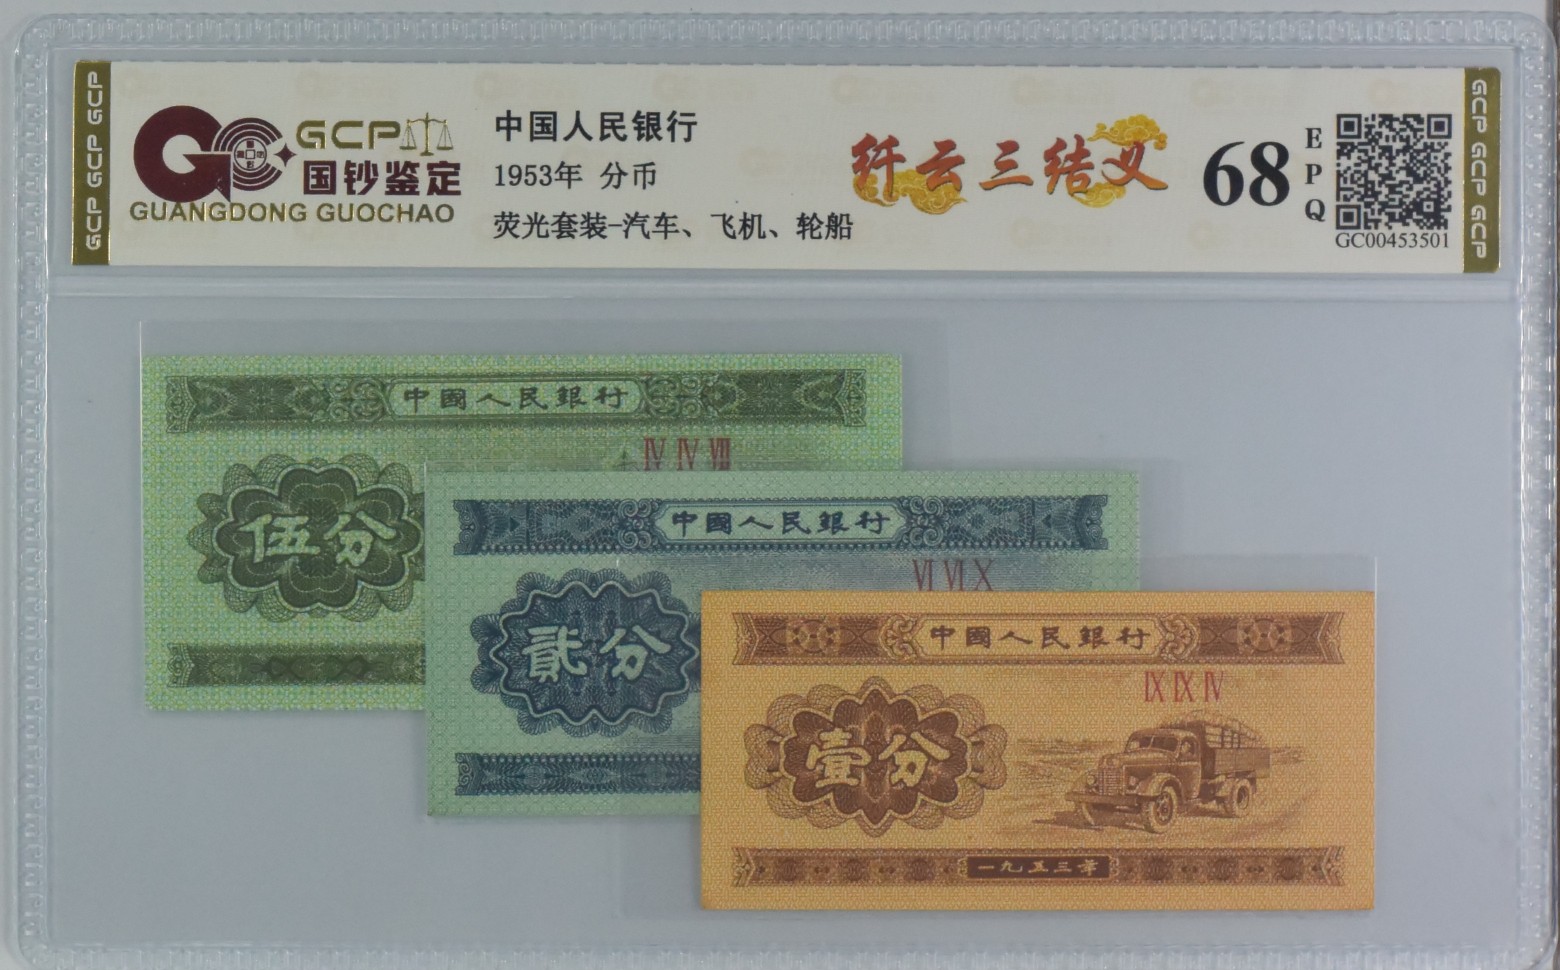 GCP GCP GCP
GCP
国钞鉴定
GUANGDONG GUOCHAO
中国人民银行
1953年 分币
荧光套装-汽车、飞机、轮船
纤云三结义
68
EPQ
GC00453501
GCP GCP GCP
中國人民銀行
IV IV VII
伍分
中國人民銀行
VI VI X
貳分
中國人民銀行
IX IX IV
壹分
一九五三年